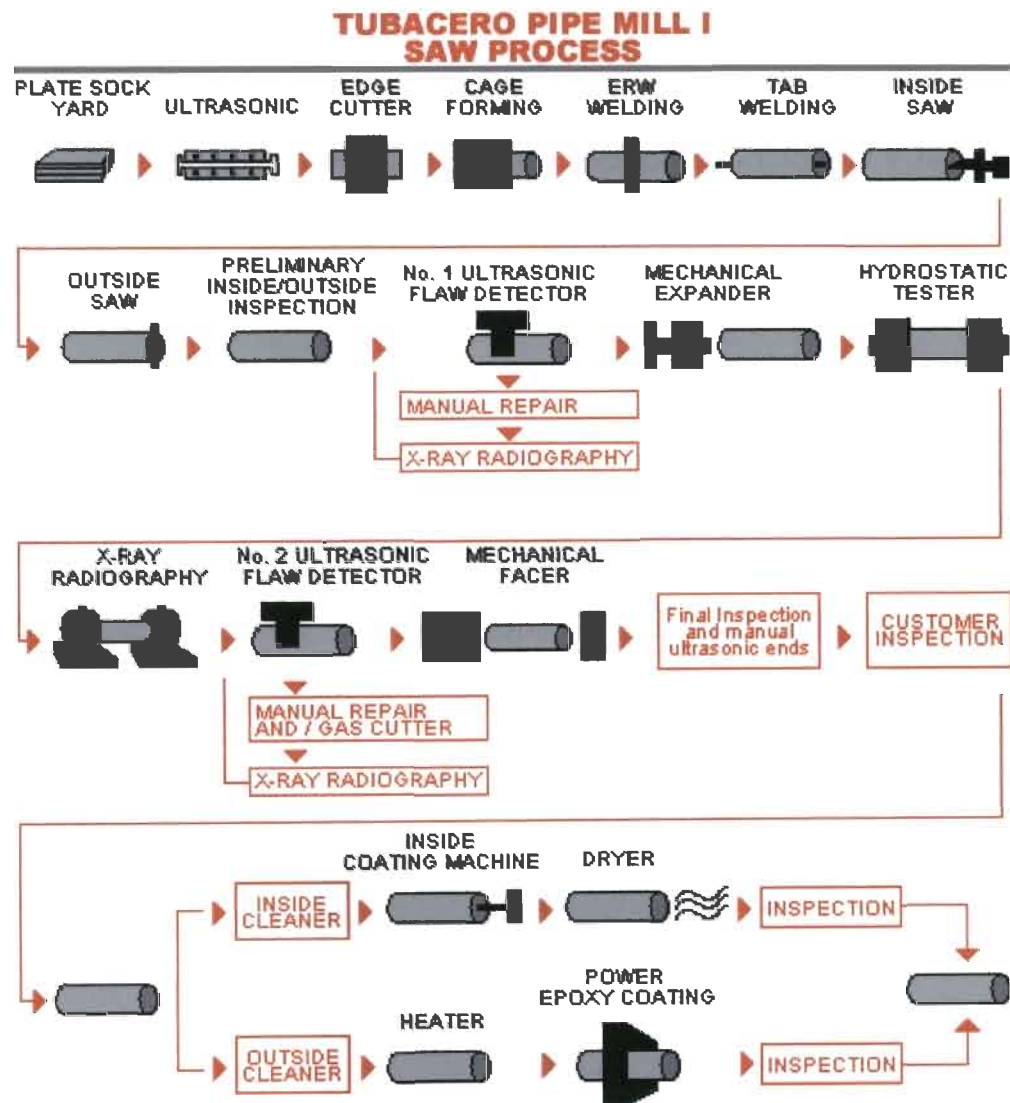 TUBACERO PIPE MILL I
SAW PROCESS
PLATE SOCK
YARD
ULTRASONIC
EDGE
CUTTER
CAGE
FORMING
ERW
WELDING
TAB
WELDING
INSIDE
SAW
OUTSIDE
SAW
PRELIMINARY
INSIDE/OUTSIDE
INSPECTION
No. 1 ULTRASONIC
FLAW DETECTOR
MECHANICAL
EXPANDER
HYDROSTATIC
TESTER
MANUAL REPAIR
X-RAY RADIOGRAPHY
X-RAY
RADIOGRAPHY
No. 2 ULTRASONIC
FLAW DETECTOR
MECHANICAL
FACER
Final Inspection
and manual
ultrasonic ends
CUSTOMER
INSPECTION
MANUAL REPAIR
AND / GAS CUTTER
X-RAY RADIOGRAPHY
INSIDE
CLEANER
INSIDE
COATING MACHINE
DRYER
INSPECTION
OUTSIDE
CLEANER
HEATER
POWER
EPOXY COATING
INSPECTION